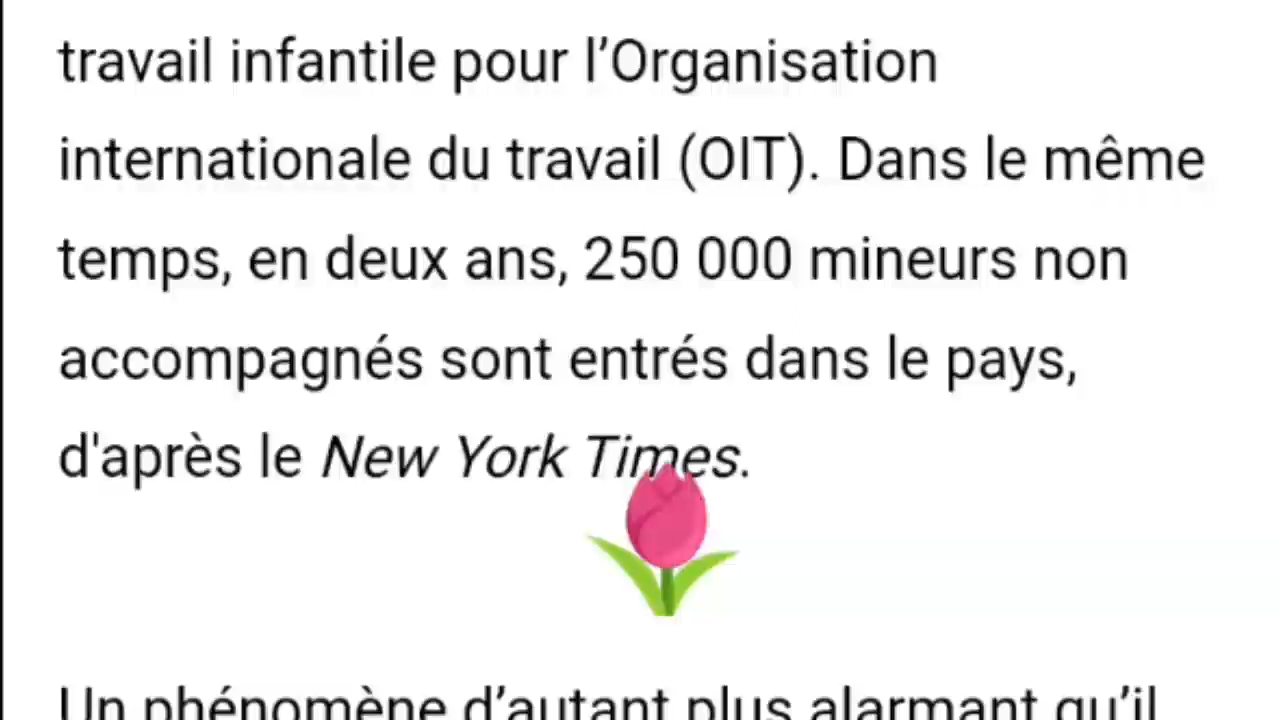 travail infantile pour l’Organisation
internationale du travail (OIT). Dans le même
temps, en deux ans, 250 000 mineurs non
accompagnés sont entrés dans le pays,
d'après le New York Times.
Un phénomène d’autant plus alarmant qu’il